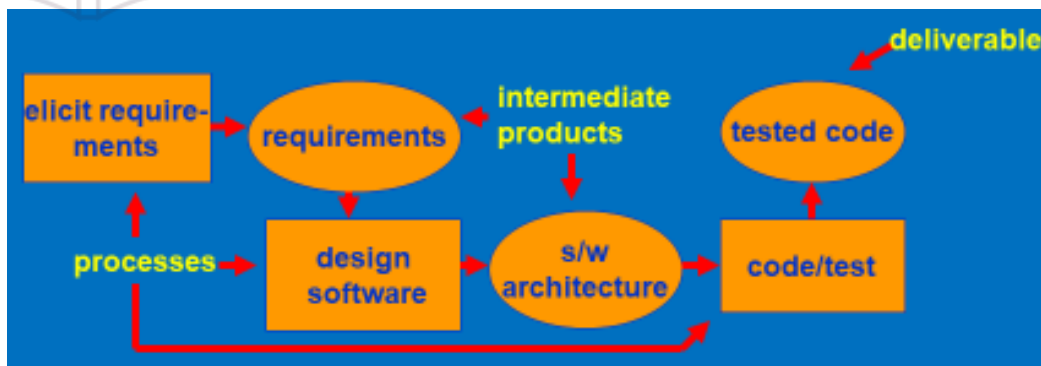 deliverable
elicit require-
ments
requirements
intermediate
products
tested code
processes
design
software
s/w
architecture
code/test